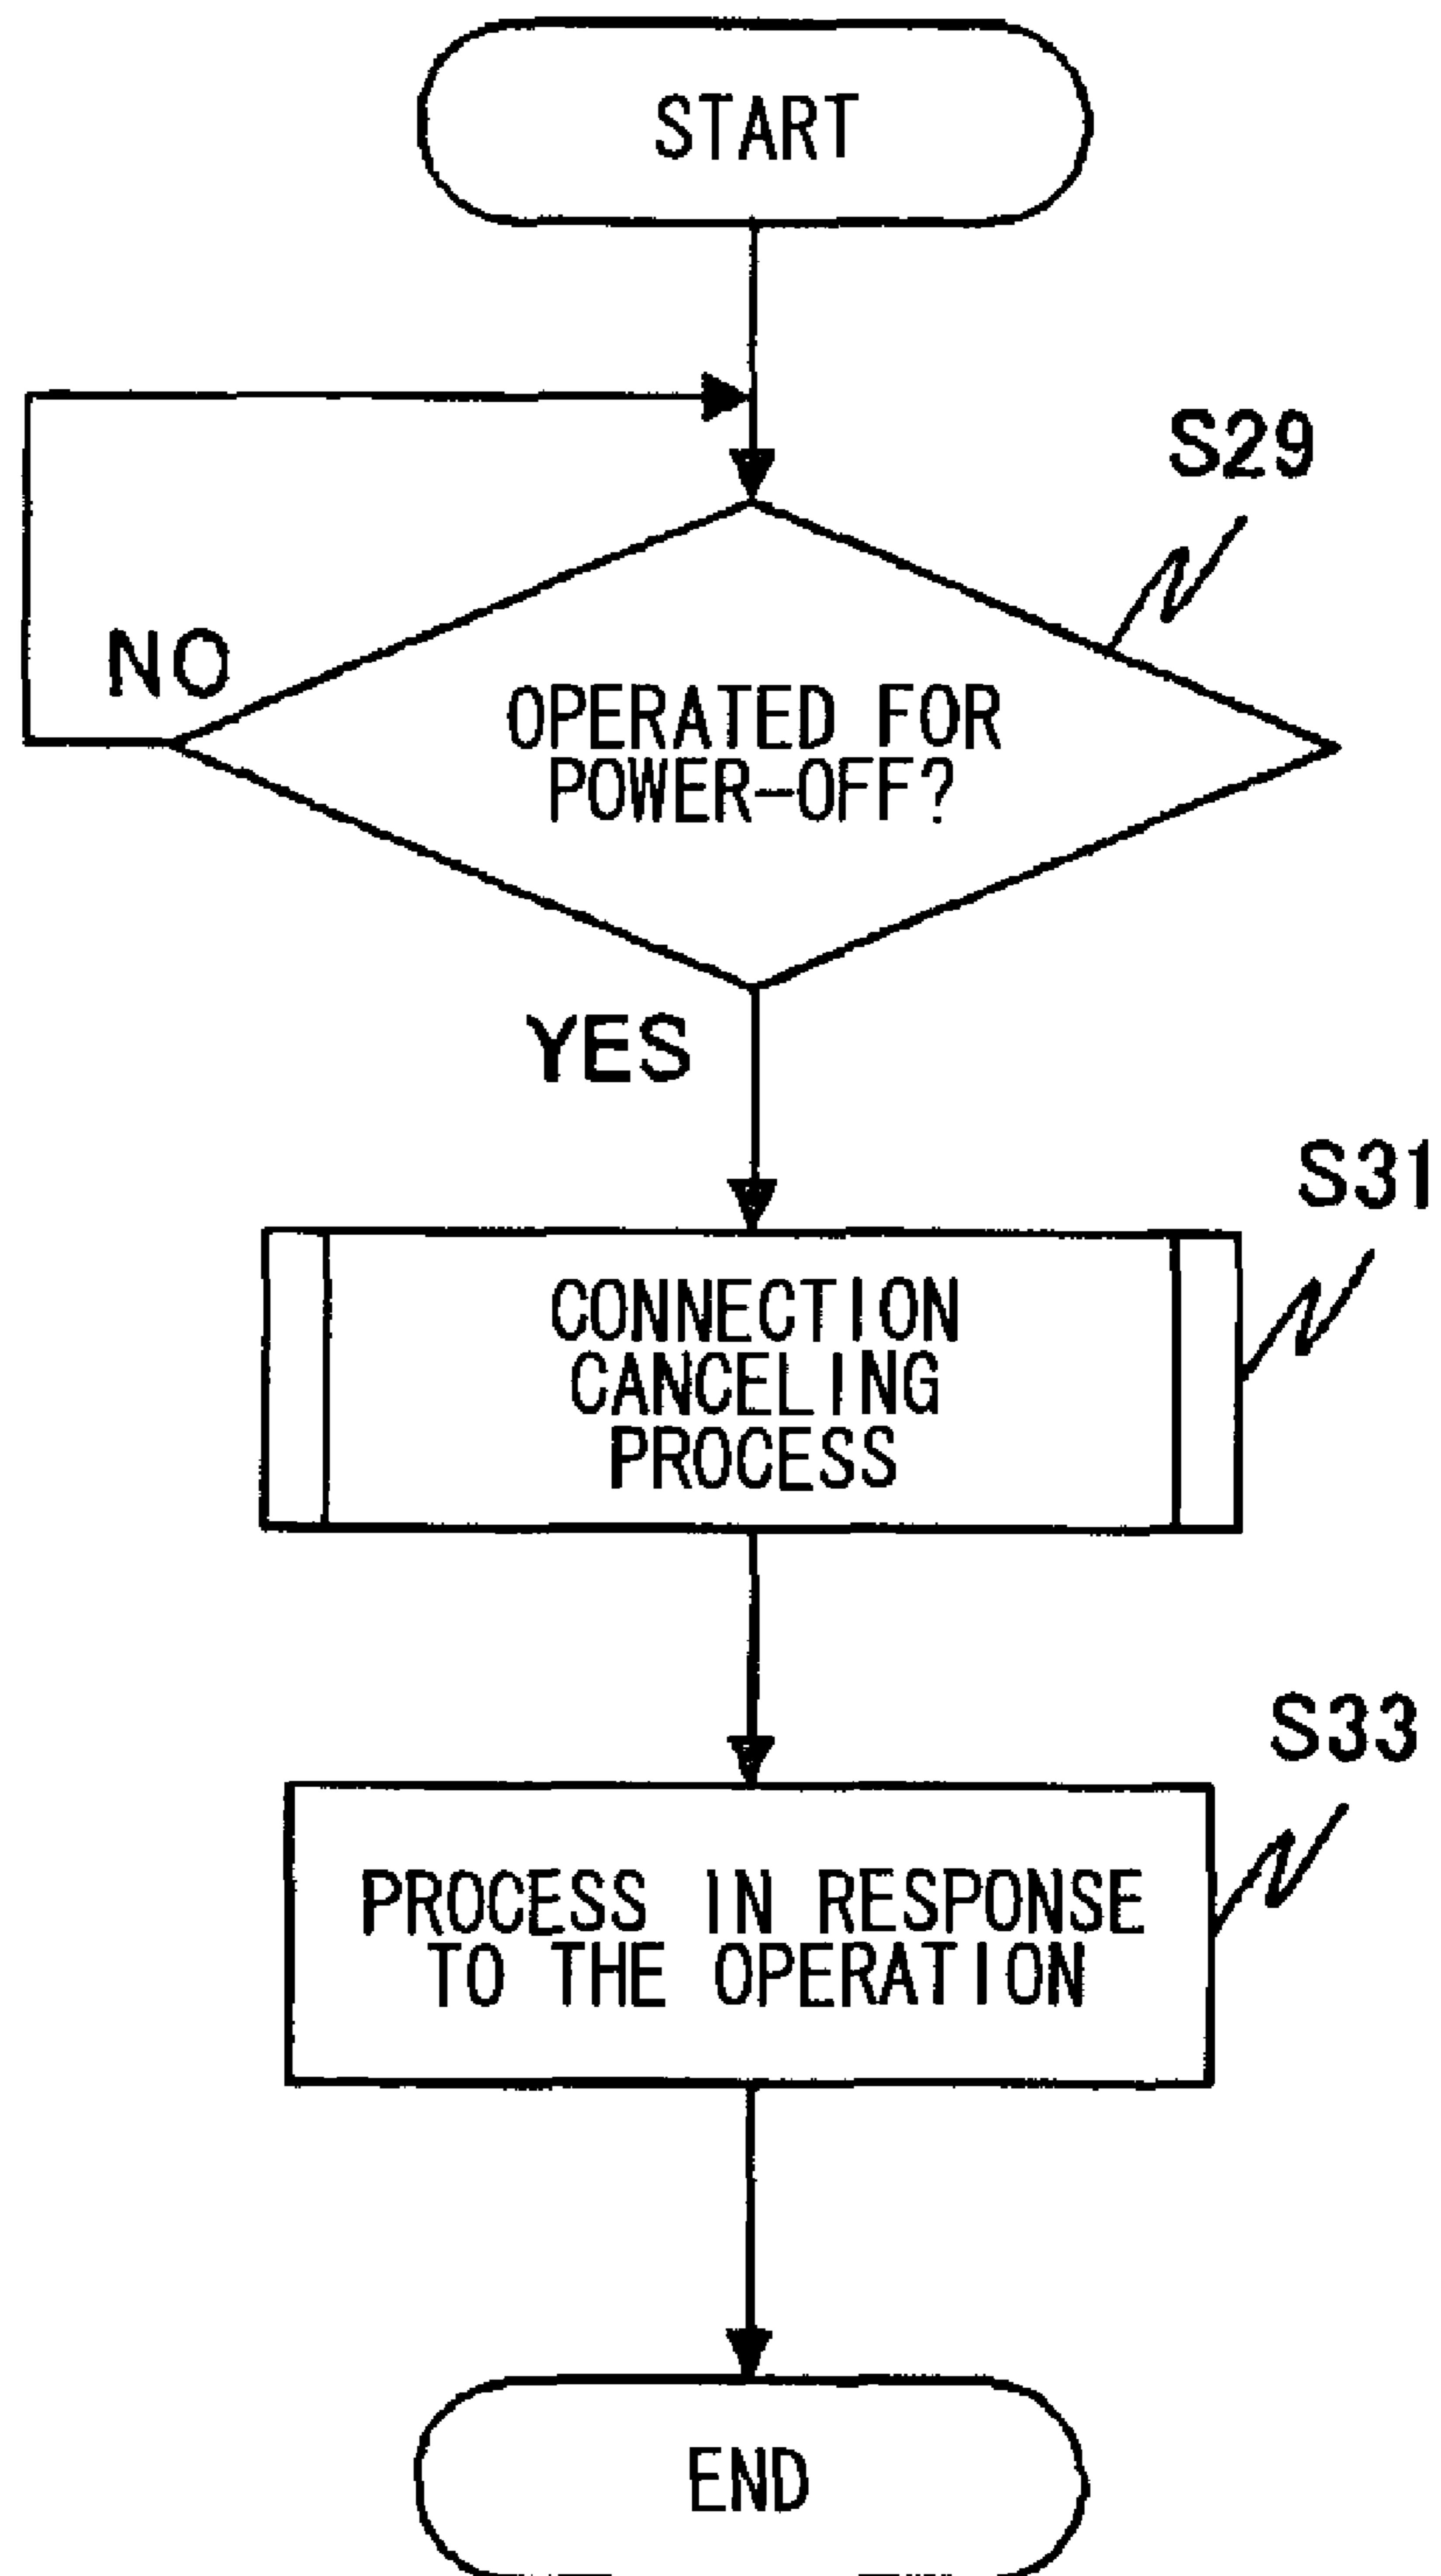 START
S29
NO
OPERATED FOR
POWER-OFF?
YES
S31
CONNECTION
CANCELING
PROCESS
S33
PROCESS IN RESPONSE
TO THE OPERATION
END